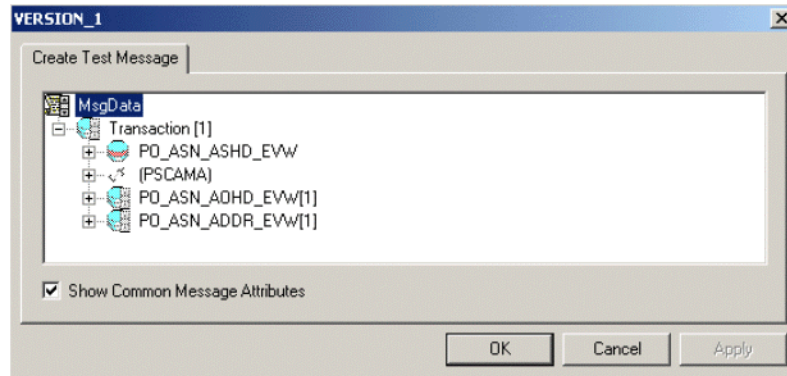 VERSION_1
Create Test Message
MsgData
Transaction [1]
PO_ASN_ASHD_EVW
(PSCAMA)
PO_ASN_AOHD_EVW[1]
PO_ASN_ADDR_EVW[1]
Show Common Message Attributes
OK Cancel Apply